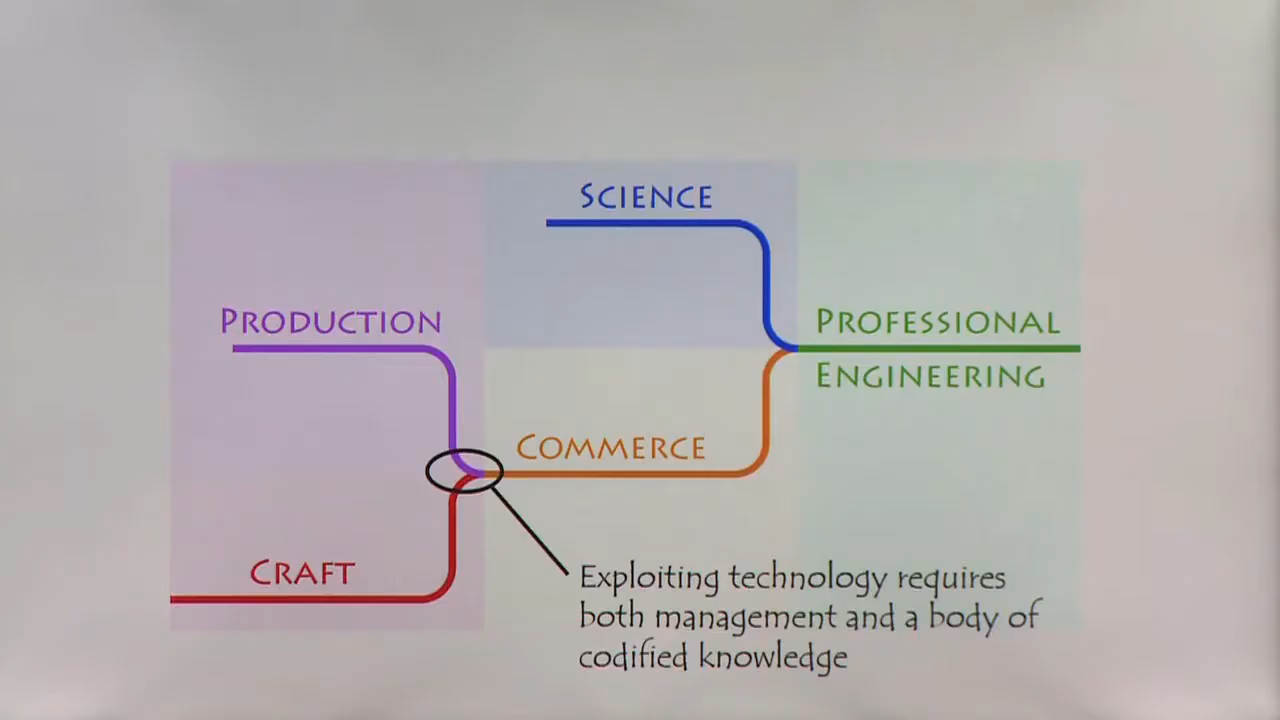 SCIENCE
PRODUCTION
PROFESSIONAL
ENGINEERING
COMMERCE
CRAFT
Exploiting technology requires
both management and a body of
codified knowledge